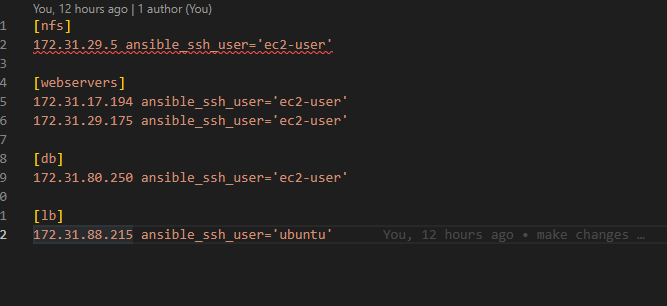 You, 12 hours ago | 1 author (You)
1 [nfs]
2 172.31.29.5 ansible_ssh_user='ec2-user'
3
4 [webservers]
5 172.31.17.194 ansible_ssh_user='ec2-user'
6 172.31.29.175 ansible_ssh_user='ec2-user'
7
8 [db]
9 172.31.80.250 ansible_ssh_user='ec2-user'
0
1 [lb]
2 172.31.88.215 ansible_ssh_user='ubuntu' You, 12 hours ago • make changes …